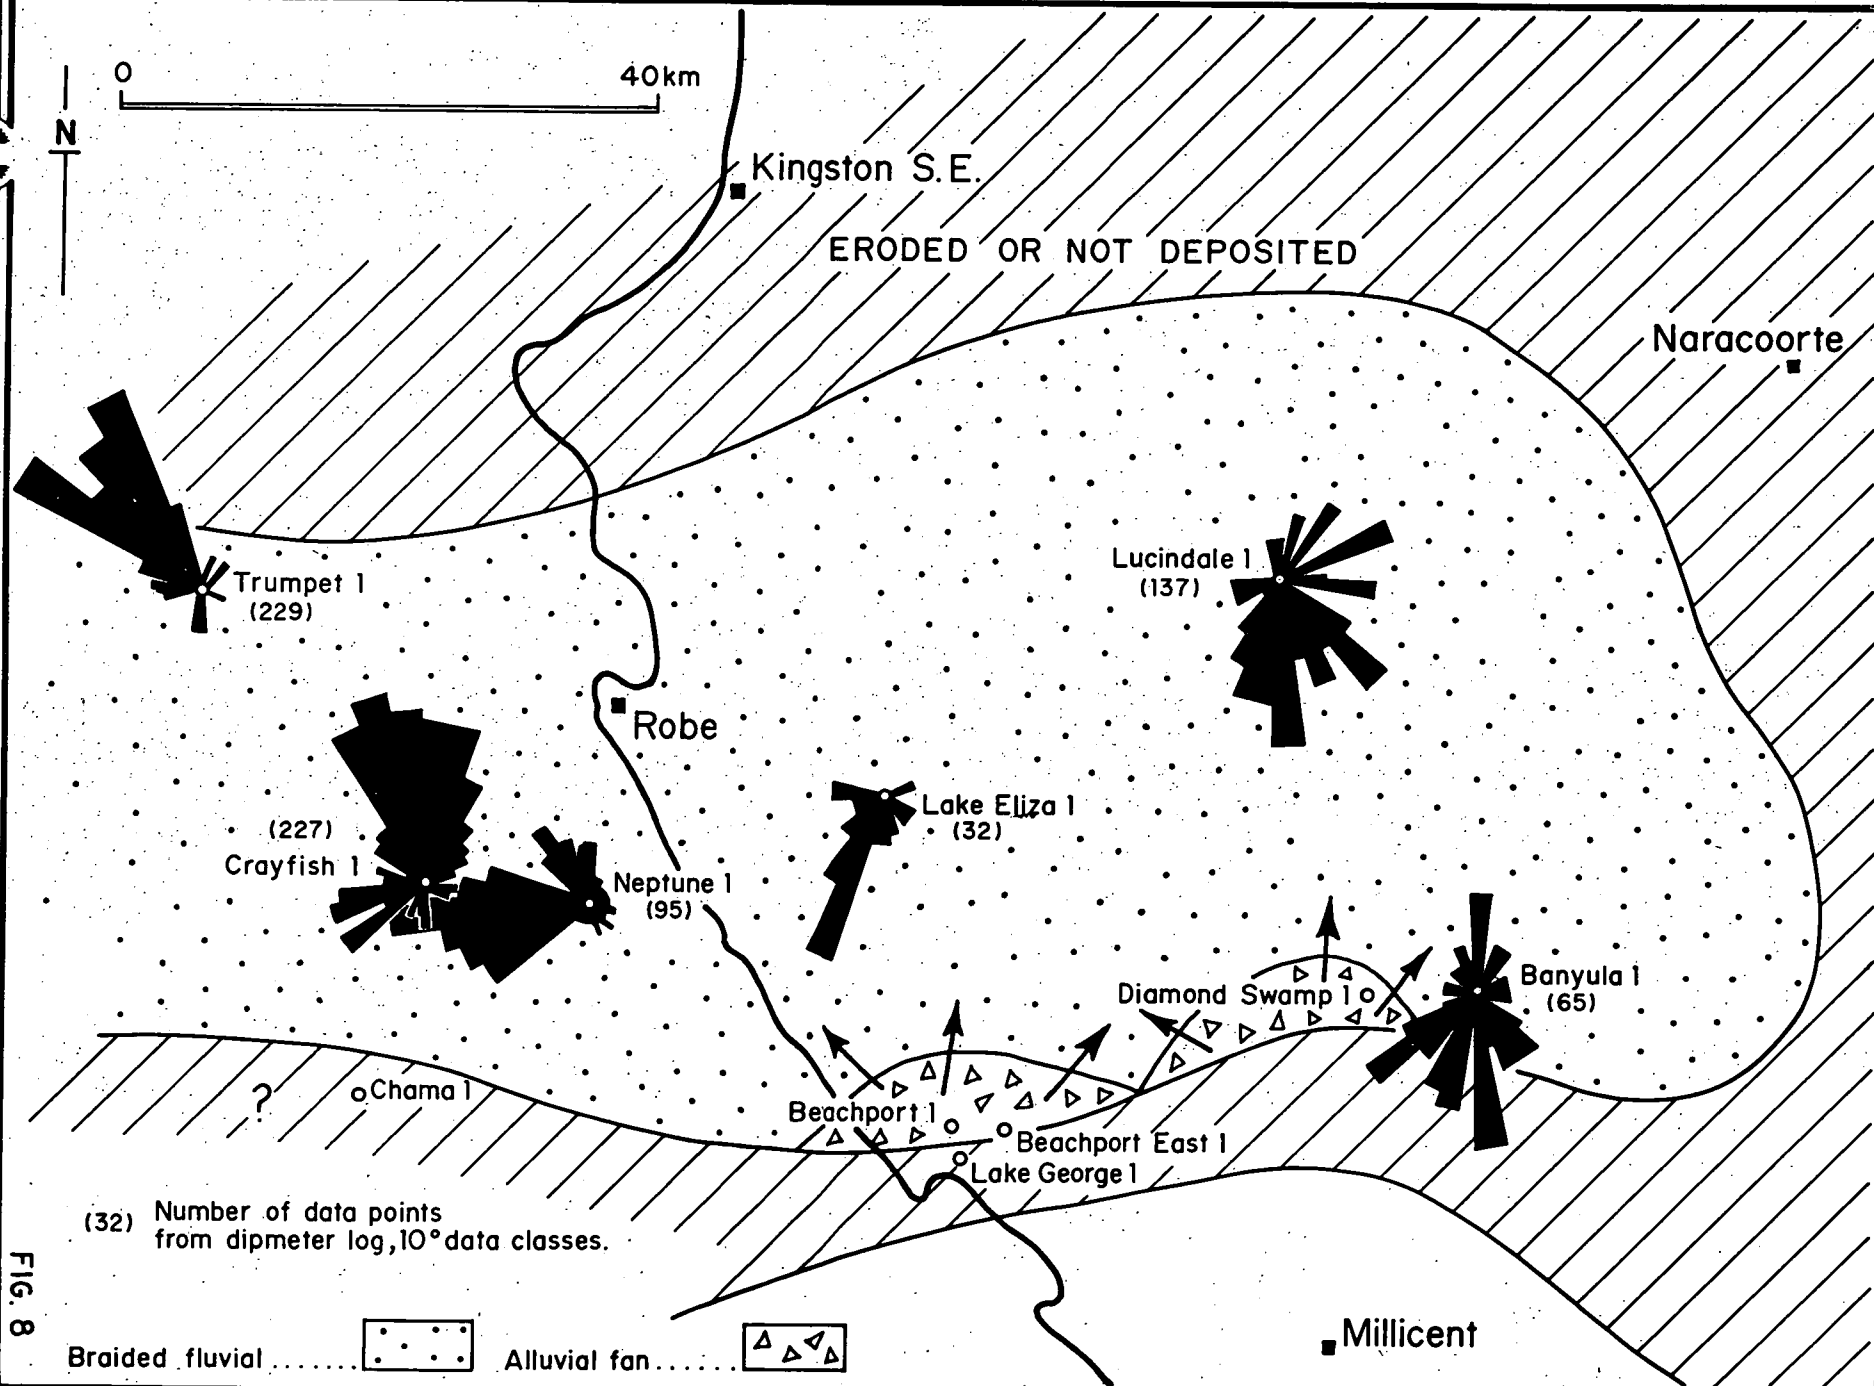 0 40km
N
Kingston S.E.
ERODED OR NOT DEPOSITED
Naracoorte
Trumpet 1
(229)
Lucindale 1
(137)
Robe
Lake Eliza 1
(32)
(227)
Crayfish 1
Neptune 1
(95)
Diamond Swamp 1
Banyula 1
(65)
?
Chama 1
Beachport 1
Beachport East 1
Lake George 1
(32) Number of data points
from dipmeter log, 10° data classes.
FIG. 8
Millicent
Braided fluvial.......
Alluvial fan......